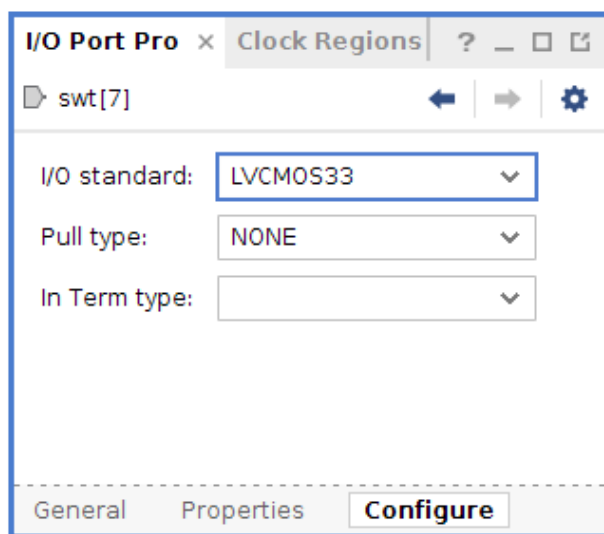 I/O Port Pro × Clock Regions ?
swt[7]
I/O standard: LVCMOS33
Pull type: NONE
In Term type:
General Properties Configure